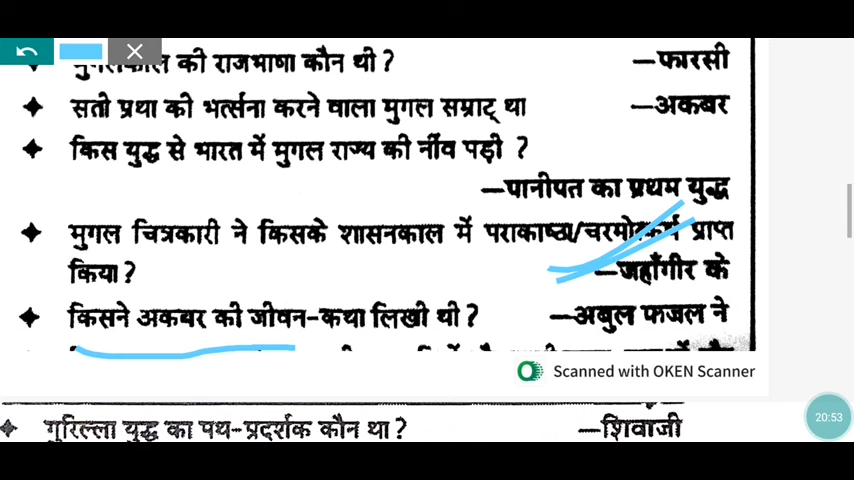 मुगलकाल की राजभाषा कौन थी? —फारसी
सती प्रथा की भर्त्सना करने वाला मुगल सम्राट् था —अकबर
किस युद्ध से भारत में मुगल राज्य की नींव पड़ी ?
—पानीपत का प्रथम युद्ध
मुगल चित्रकारी ने किसके शासनकाल में पराकाष्ठा/चरमोत्कर्ष प्राप्त
किया? —जहाँगीर के
किसने अकबर की जीवन-कथा लिखी थी? —अबुल फजल ने
Scanned with OKEN Scanner
20:53
गुरिल्ला युद्ध का पथ-प्रदर्शक कौन था? —शिवाजी